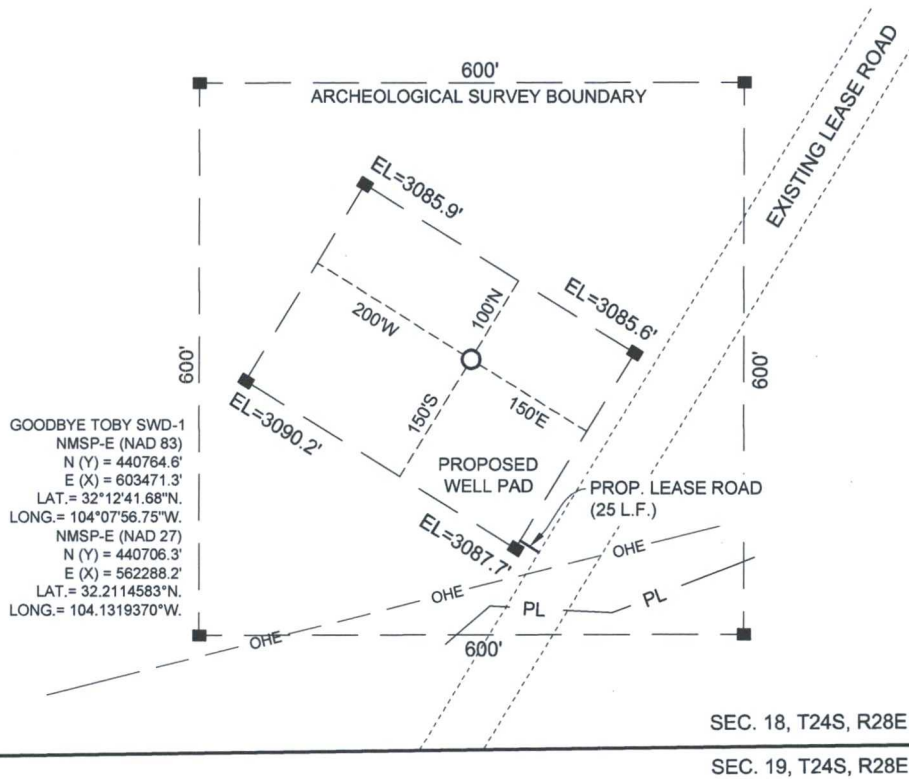 600'
ARCHEOLOGICAL SURVEY BOUNDARY
EXISTING LEASE ROAD
EL=3085.9'
EL=3085.6'
100'N
200'W
600'
600'
150'S
150'E
EL=3090.2'
GOODBYE TOBY SWD-1
NMSP-E (NAD 83)
N (Y) = 440764.6'
E (X) = 603471.3'
LAT.= 32°12'41.68"N.
LONG.= 104°07'56.75"W.
NMSP-E (NAD 27)
N (Y) = 440706.3'
E (X) = 562288.2'
LAT.= 32.2114583°N.
LONG.= 104.1319370°W.
PROPOSED
WELL PAD
PROP. LEASE ROAD
(25 L.F.)
EL=3087.7'
OHE
OHE
OHE
PL
PL
600'
SEC. 18, T24S, R28E
SEC. 19, T24S, R28E